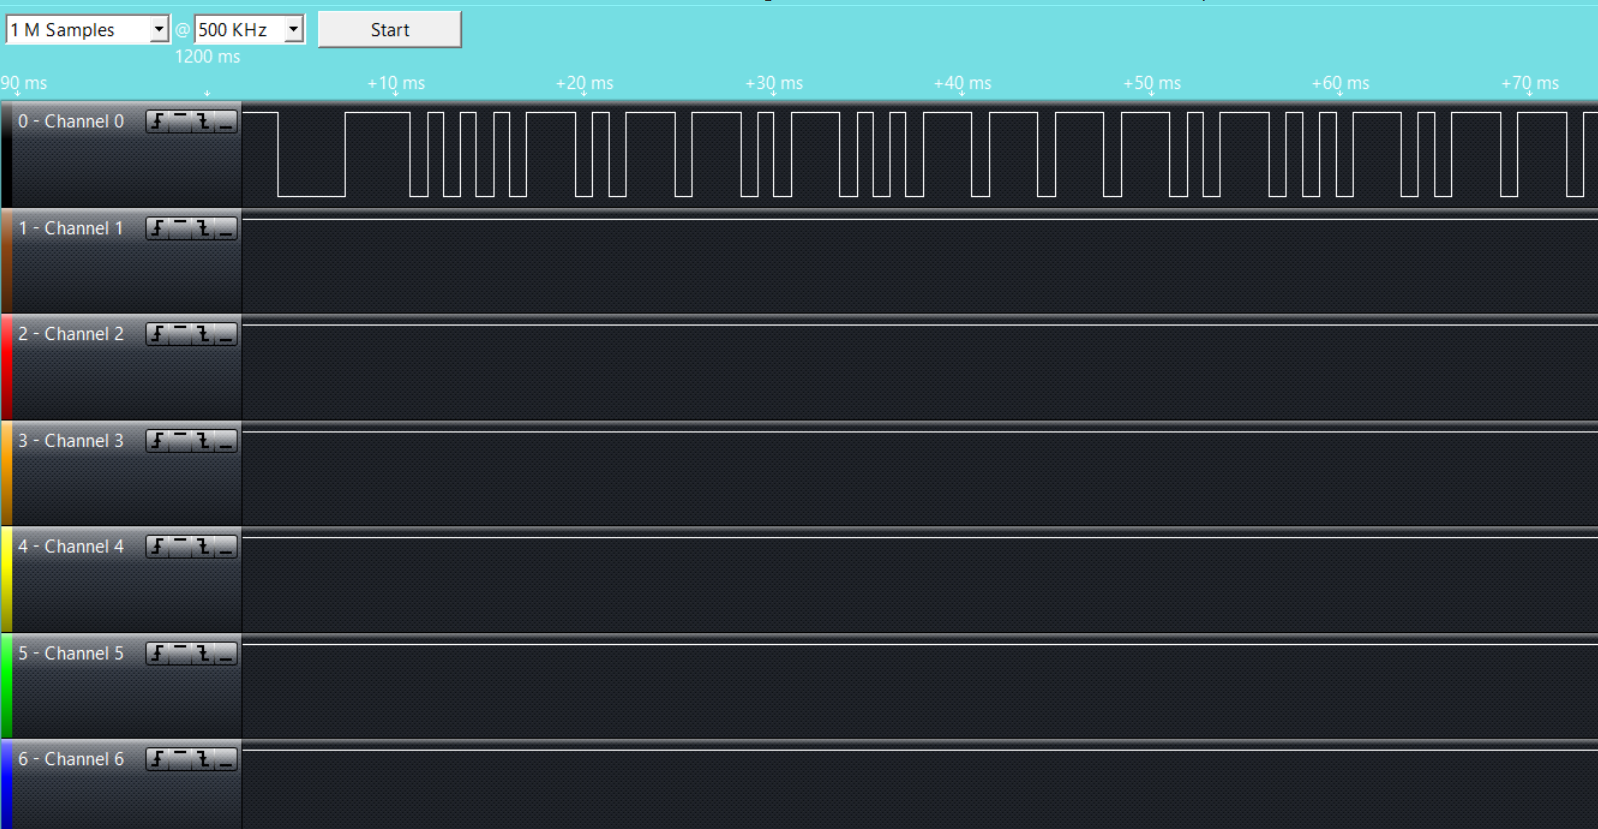 1 M Samples @ 500 KHz Start
1200 ms
90 ms +10 ms +20 ms +30 ms +40 ms +50 ms +60 ms +70 ms
0 - Channel 0
1 - Channel 1
2 - Channel 2
3 - Channel 3
4 - Channel 4
5 - Channel 5
6 - Channel 6